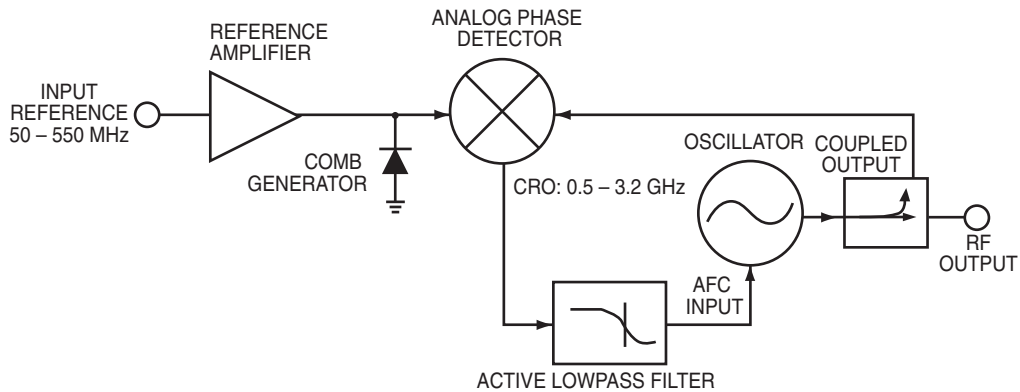 REFERENCE
AMPLIFIER
ANALOG PHASE
DETECTOR
INPUT
REFERENCE
50 – 550 MHz
COMB
GENERATOR
CRO: 0.5 – 3.2 GHz
OSCILLATOR
COUPLED
OUTPUT
RF
OUTPUT
AFC
INPUT
ACTIVE LOWPASS FILTER